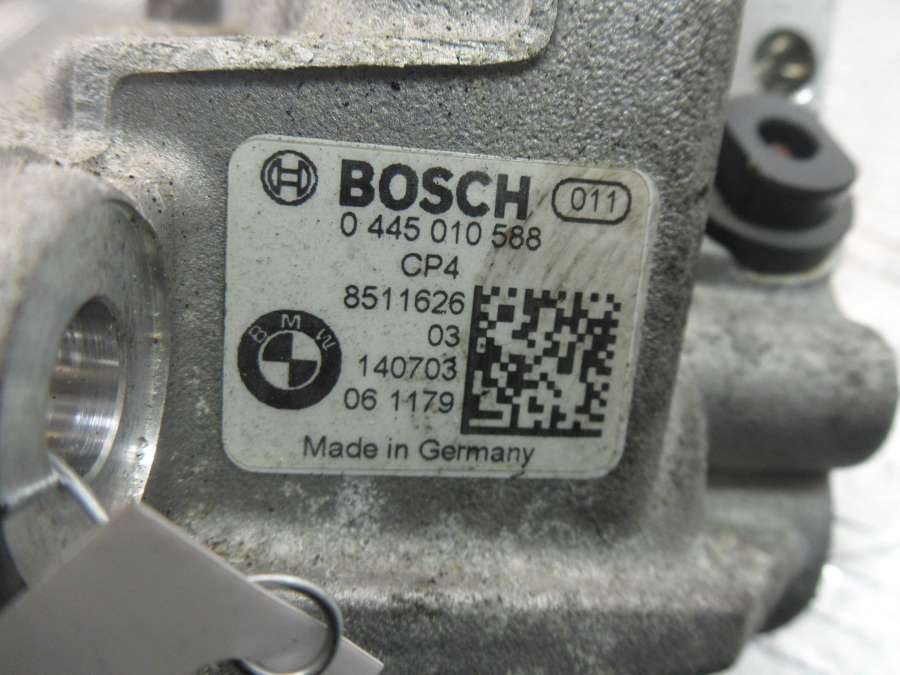 BOSCH 011
0 445 010 588
CP4
8511626
03
140703
06 1179
BMW
Made in Germany